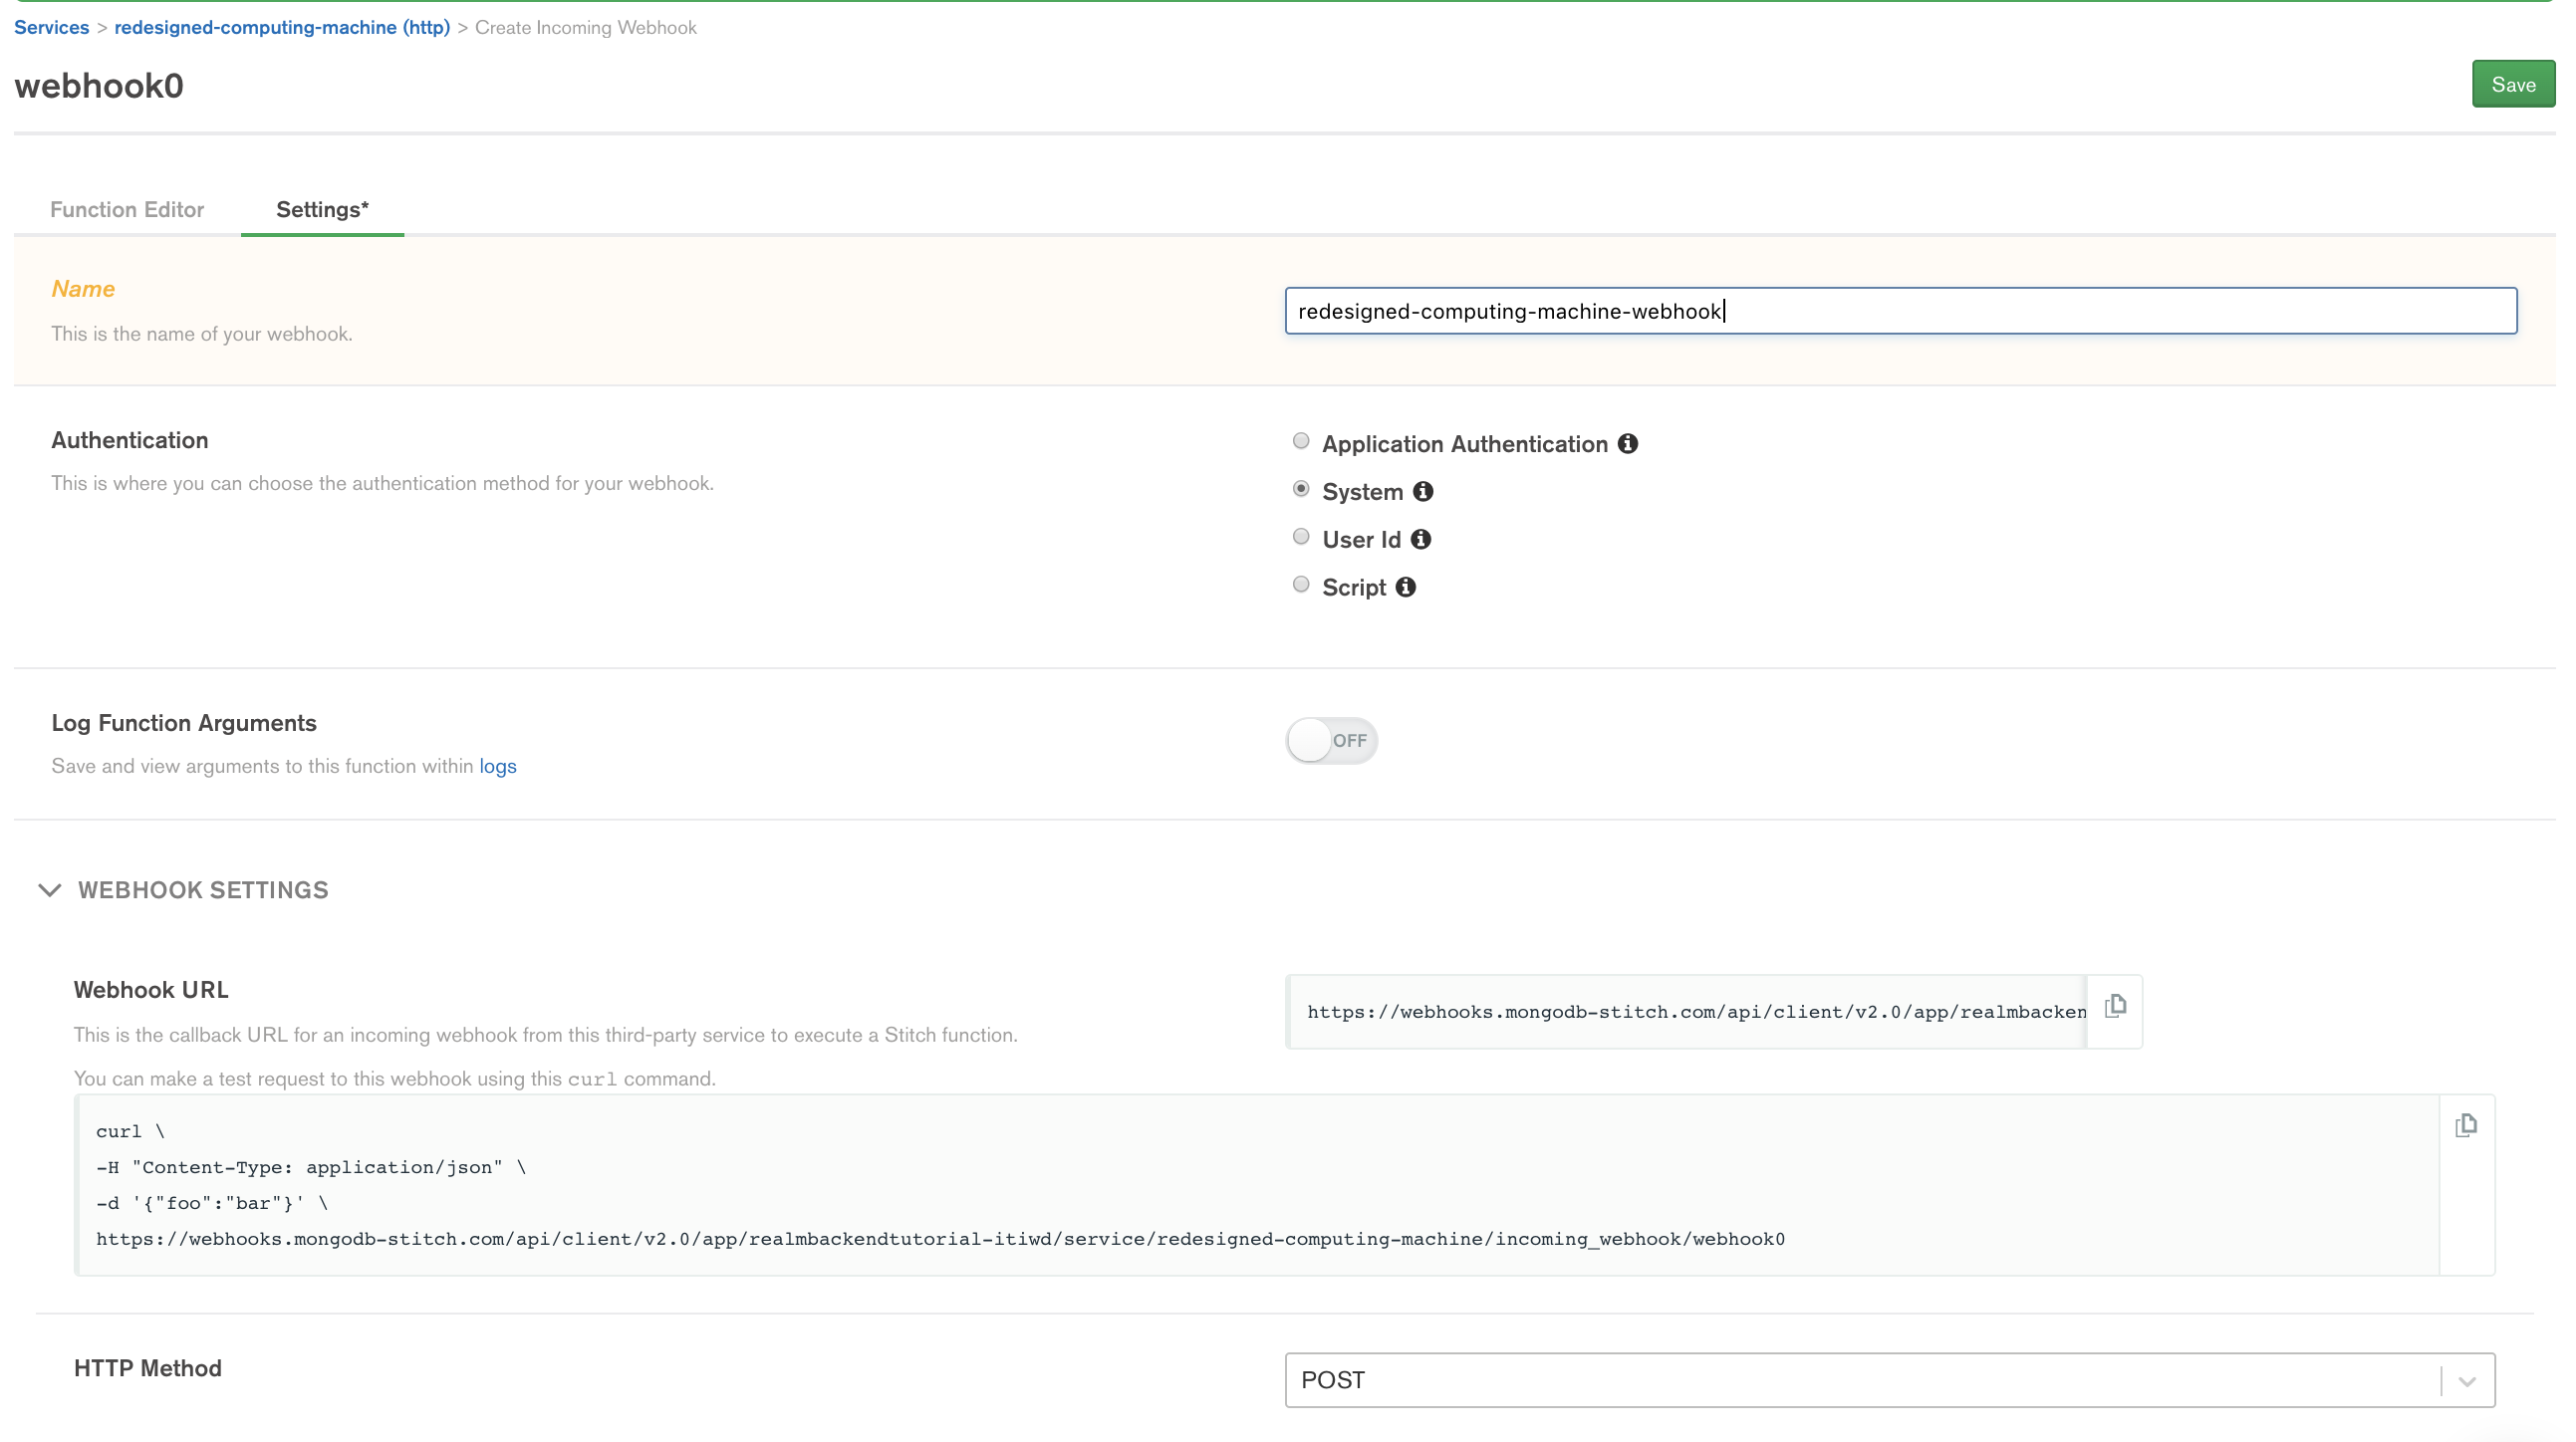 Services > redesigned-computing-machine (http) > Create Incoming Webhook
webhook0
Save
Function Editor
Settings*
Name
This is the name of your webhook.
redesigned-computing-machine-webhook
Authentication
This is where you can choose the authentication method for your webhook.
Application Authentication
System
User Id
Script
Log Function Arguments
Save and view arguments to this function within logs
OFF
WEBHOOK SETTINGS
Webhook URL
This is the callback URL for an incoming webhook from this third-party service to execute a Stitch function.
https://webhooks.mongodb-stitch.com/api/client/v2.0/app/realmbacken
You can make a test request to this webhook using this curl command.
curl \
-H "Content-Type: application/json" \
-d '{"foo":"bar"}' \
https://webhooks.mongodb-stitch.com/api/client/v2.0/app/realmbackendtutorial-itiwd/service/redesigned-computing-machine/incoming_webhook/webhook0
HTTP Method
POST